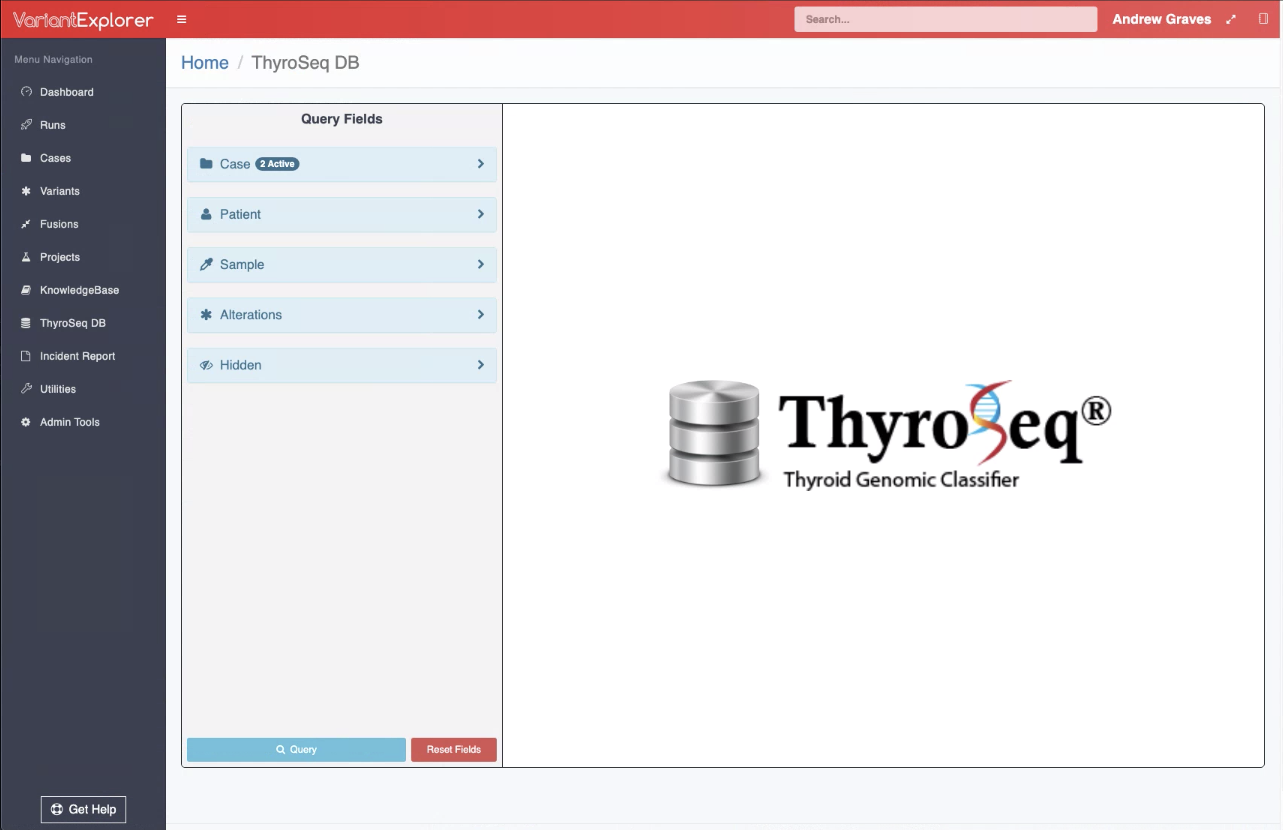 VariantExplorer
Search...
Andrew Graves
Menu Navigation
Dashboard
Runs
Cases
Variants
Fusions
Projects
KnowledgeBase
ThyroSeq DB
Incident Report
Utilities
Admin Tools
Get Help
Home / ThyroSeq DB
Query Fields
Case 2 Active
Patient
Sample
Alterations
Hidden
Query
Reset Fields
ThyroSeq®
Thyroid Genomic Classifier